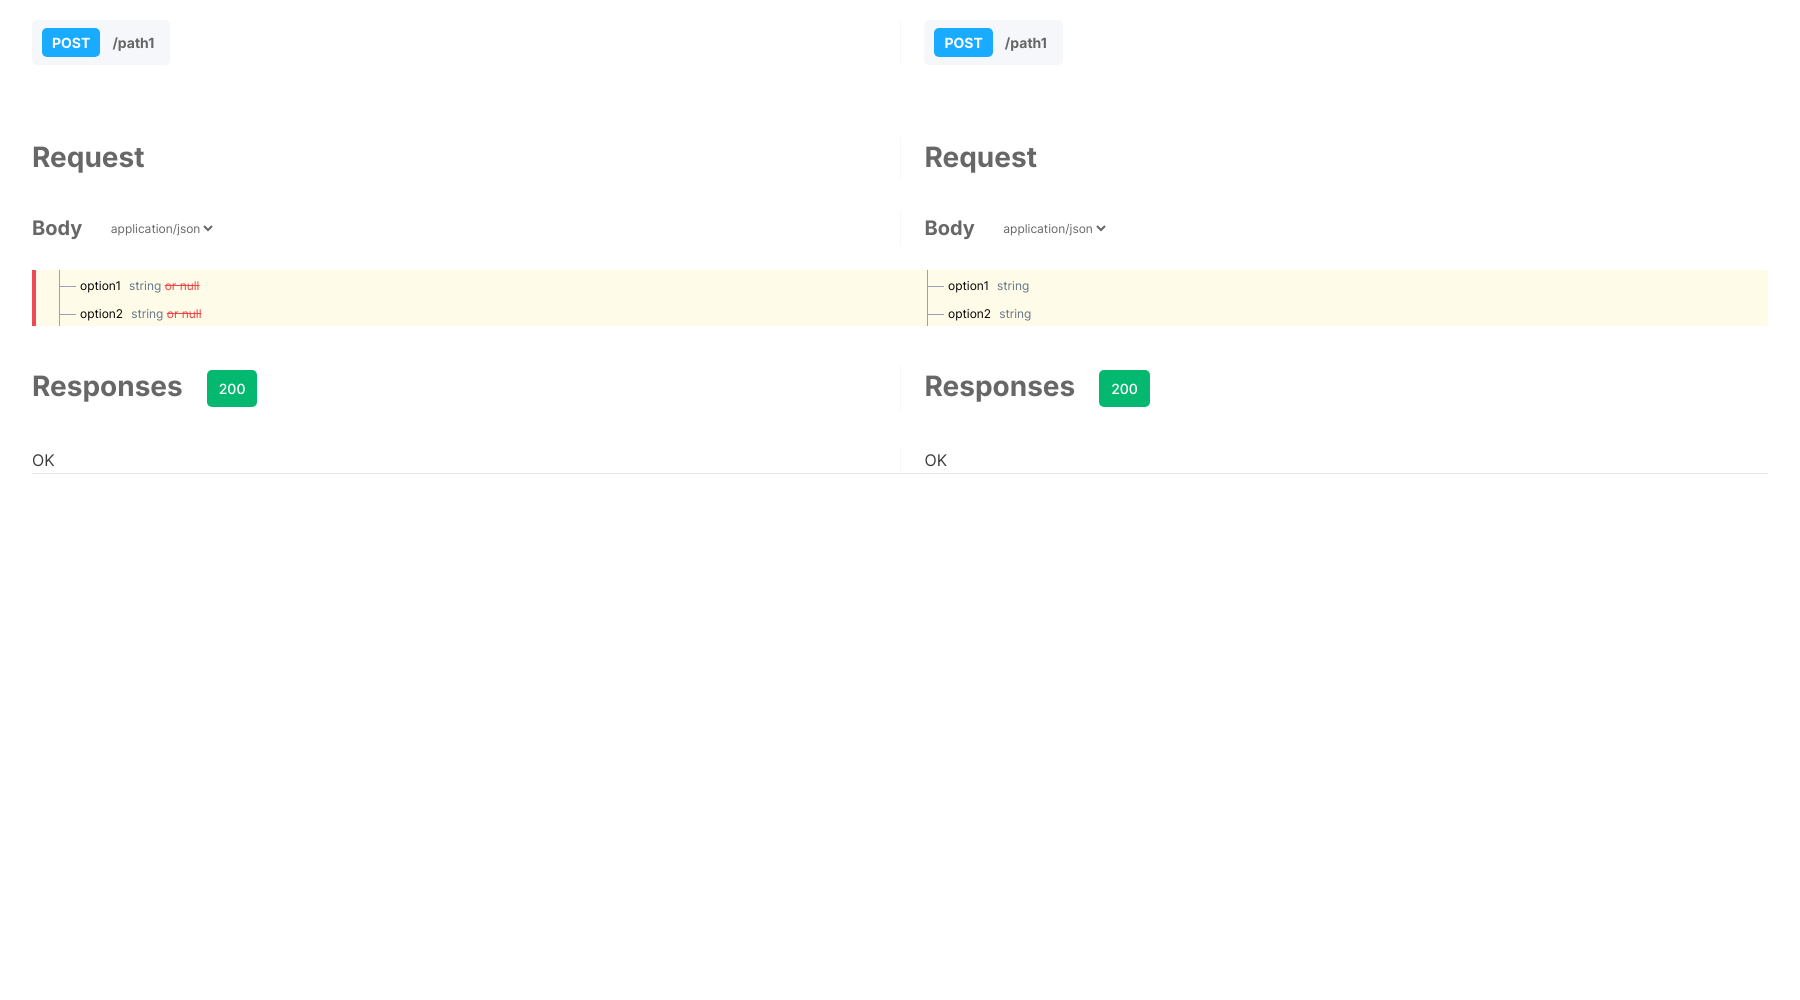 POST /path1
POST /path1
Request
Request
Body application/json
Body application/json
option1 string or null
option1 string
option2 string or null
option2 string
Responses 200
Responses 200
OK
OK